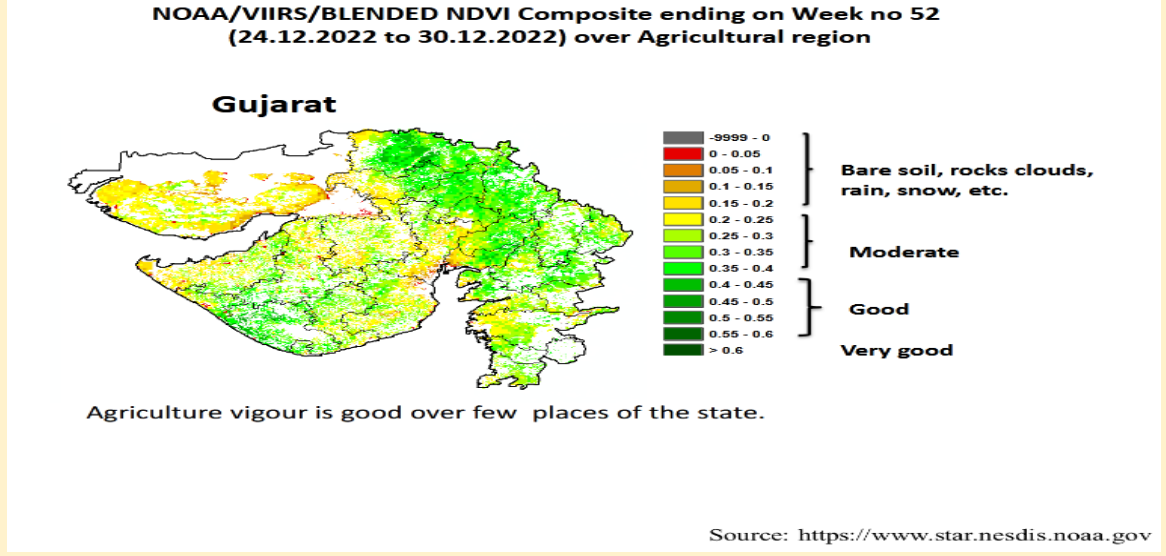 NOAA/VIIRS/BLENDED NDVI Composite ending on Week no 52
(24.12.2022 to 30.12.2022) over Agricultural region
Gujarat
-9999 - 0
0 - 0.05
0.05 - 0.1
0.1 - 0.15
0.15 - 0.2
0.2 - 0.25
0.25 - 0.3
0.3 - 0.35
0.35 - 0.4
0.4 - 0.45
0.45 - 0.5
0.5 - 0.55
0.55 - 0.6
> 0.6
Bare soil, rocks clouds,
rain, snow, etc.
Moderate
Good
Very good
Agriculture vigour is good over few places of the state.
Source: https://www.star.nesdis.noaa.gov